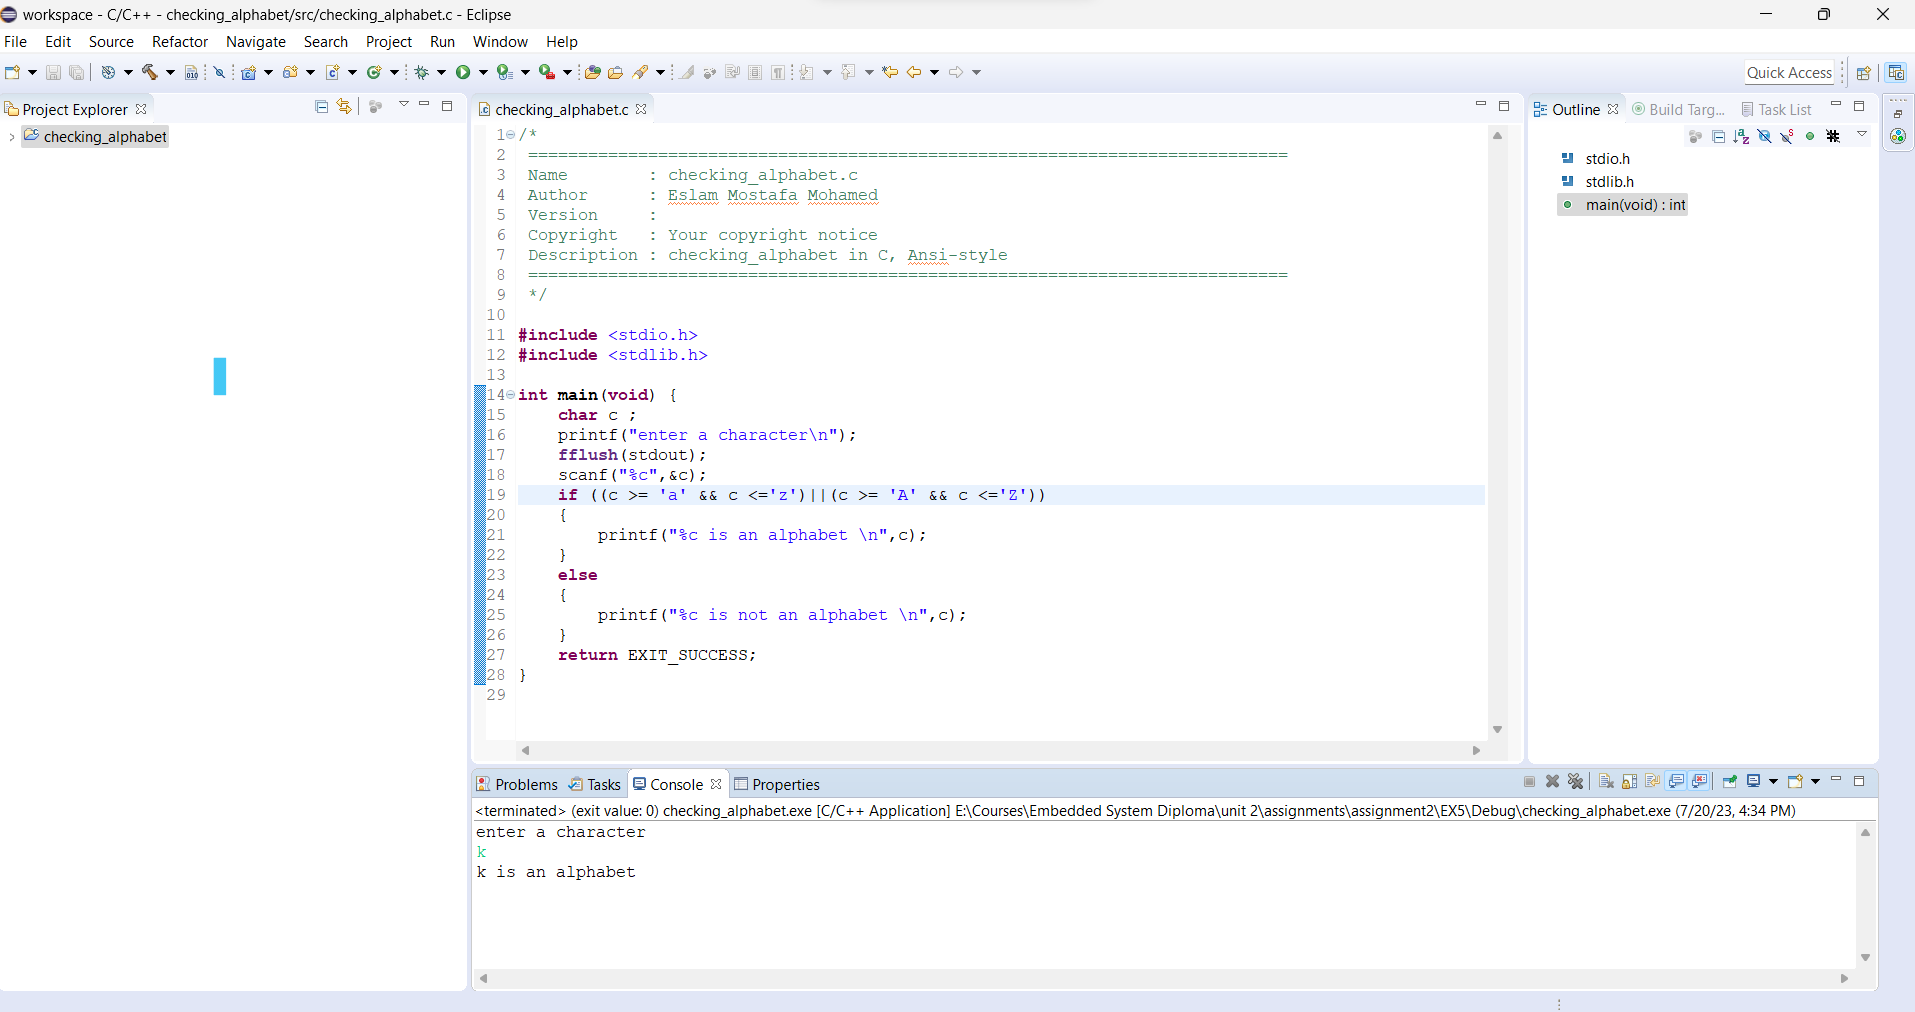 workspace - C/C++ - checking_alphabet/src/checking_alphabet.c - Eclipse
File Edit Source Refactor Navigate Search Project Run Window Help
Quick Access
Project Explorer
checking_alphabet
checking_alphabet.c
1 /*
2 ============================================================================
3 Name        : checking_alphabet.c
4 Author      : Eslam Mostafa Mohamed
5 Version     :
6 Copyright   : Your copyright notice
7 Description : checking_alphabet in C, Ansi-style
8 ============================================================================
9 */
10
11 #include <stdio.h>
12 #include <stdlib.h>
13
14 int main(void) {
15     char c ;
16     printf("enter a character\n");
17     fflush(stdout);
18     scanf("%c",&c);
19     if ((c >= 'a' && c <='z')||(c >= 'A' && c <='Z'))
20     {
21         printf("%c is an alphabet \n",c);
22     }
23     else
24     {
25         printf("%c is not an alphabet \n",c);
26     }
27     return EXIT_SUCCESS;
28 }
29
Outline Build Targ... Task List
stdio.h
stdlib.h
main(void) : int
Problems Tasks Console Properties
<terminated> (exit value: 0) checking_alphabet.exe [C/C++ Application] E:\Courses\Embedded System Diploma\unit 2\assignments\assignment2\EX5\Debug\checking_alphabet.exe (7/20/23, 4:34 PM)
enter a character
k
k is an alphabet